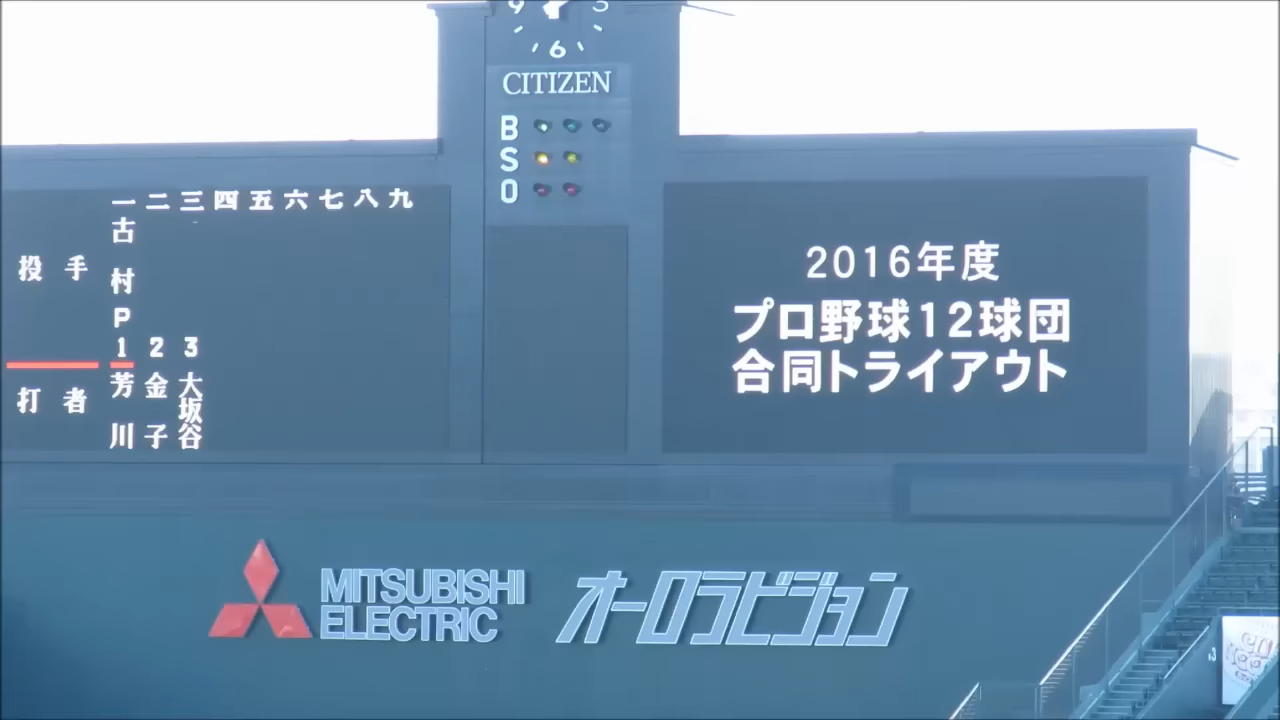 9 3
6
CITIZEN
B
S
O
一 二 三 四 五 六 七 八 九
投手
古村P
1 2 3
打者
芳川
金子
大坂谷
2016年度
プロ野球12球団
合同トライアウト
MITSUBISHI
ELECTRIC
オーロラビジョン